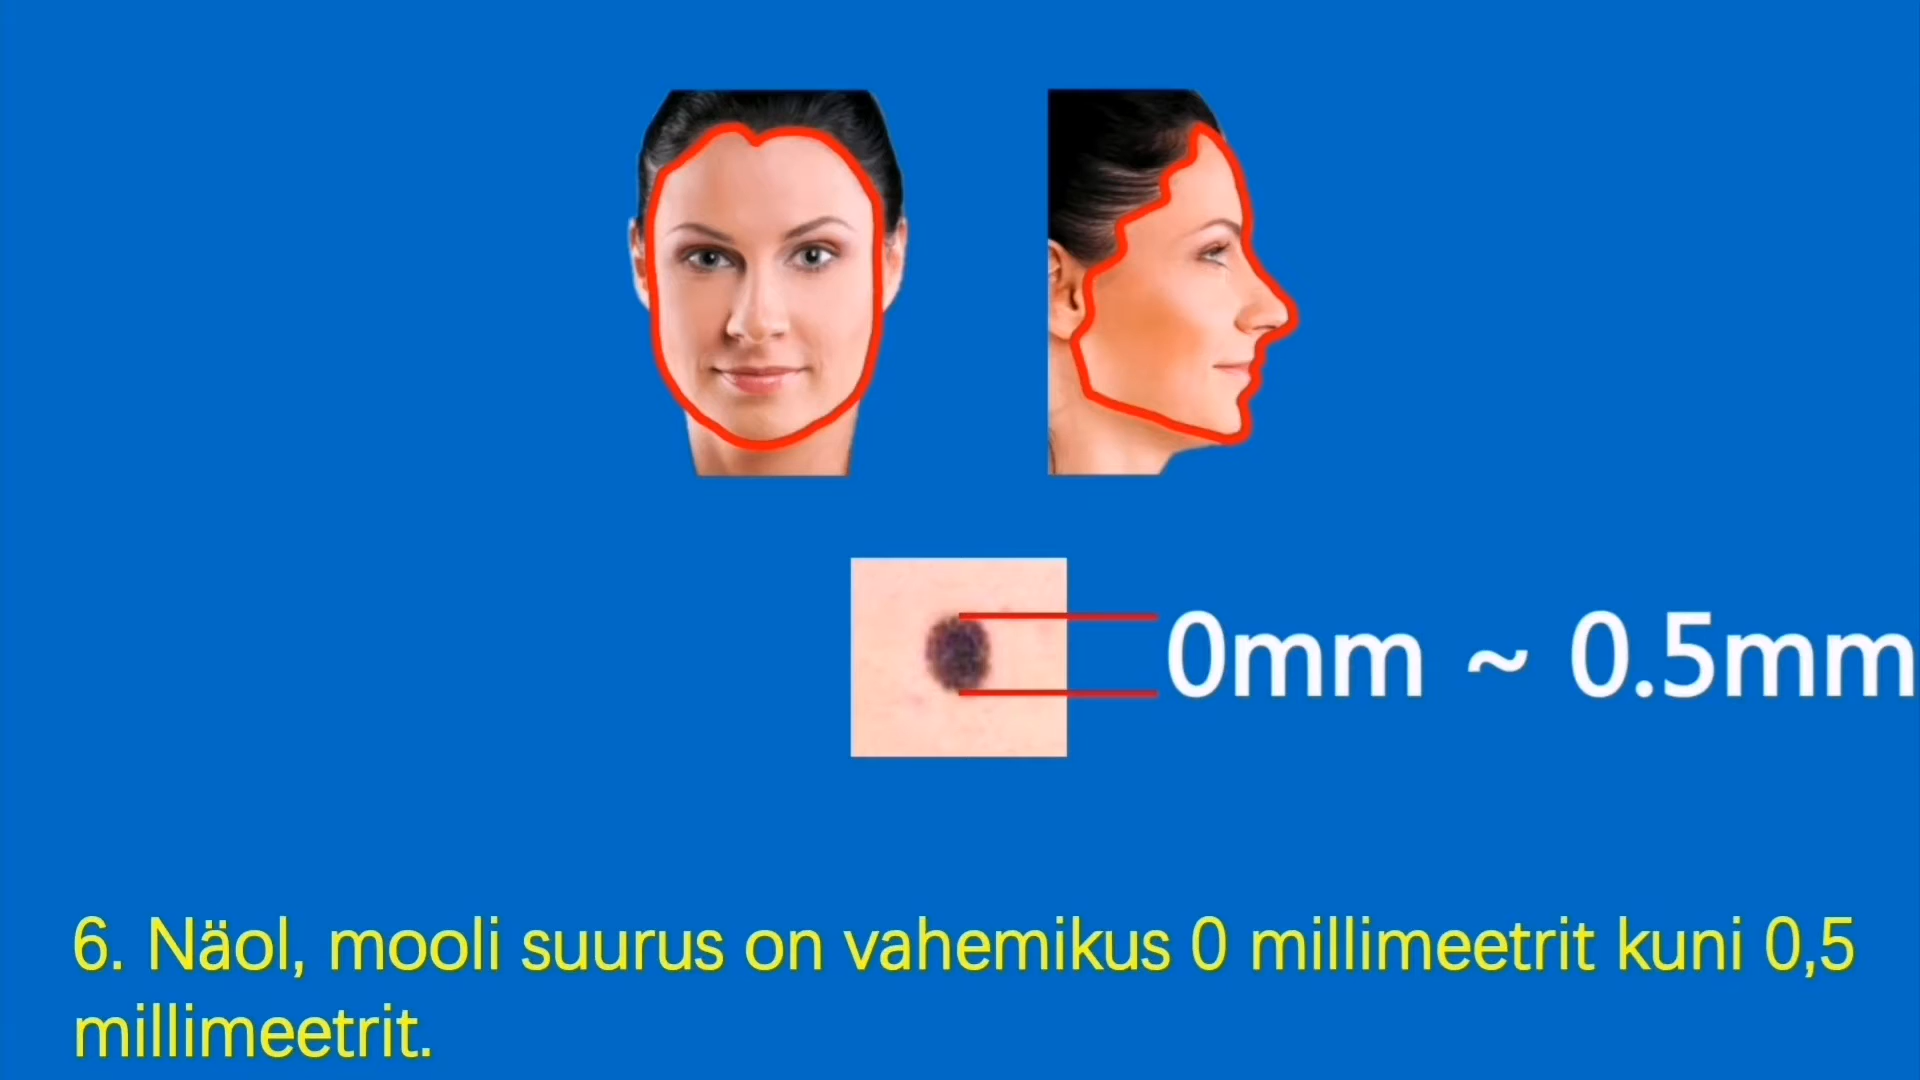 0mm ~ 0.5mm
6. Näol, mooli suurus on vahemikus 0 millimeetrit kuni 0,5
millimeetrit.